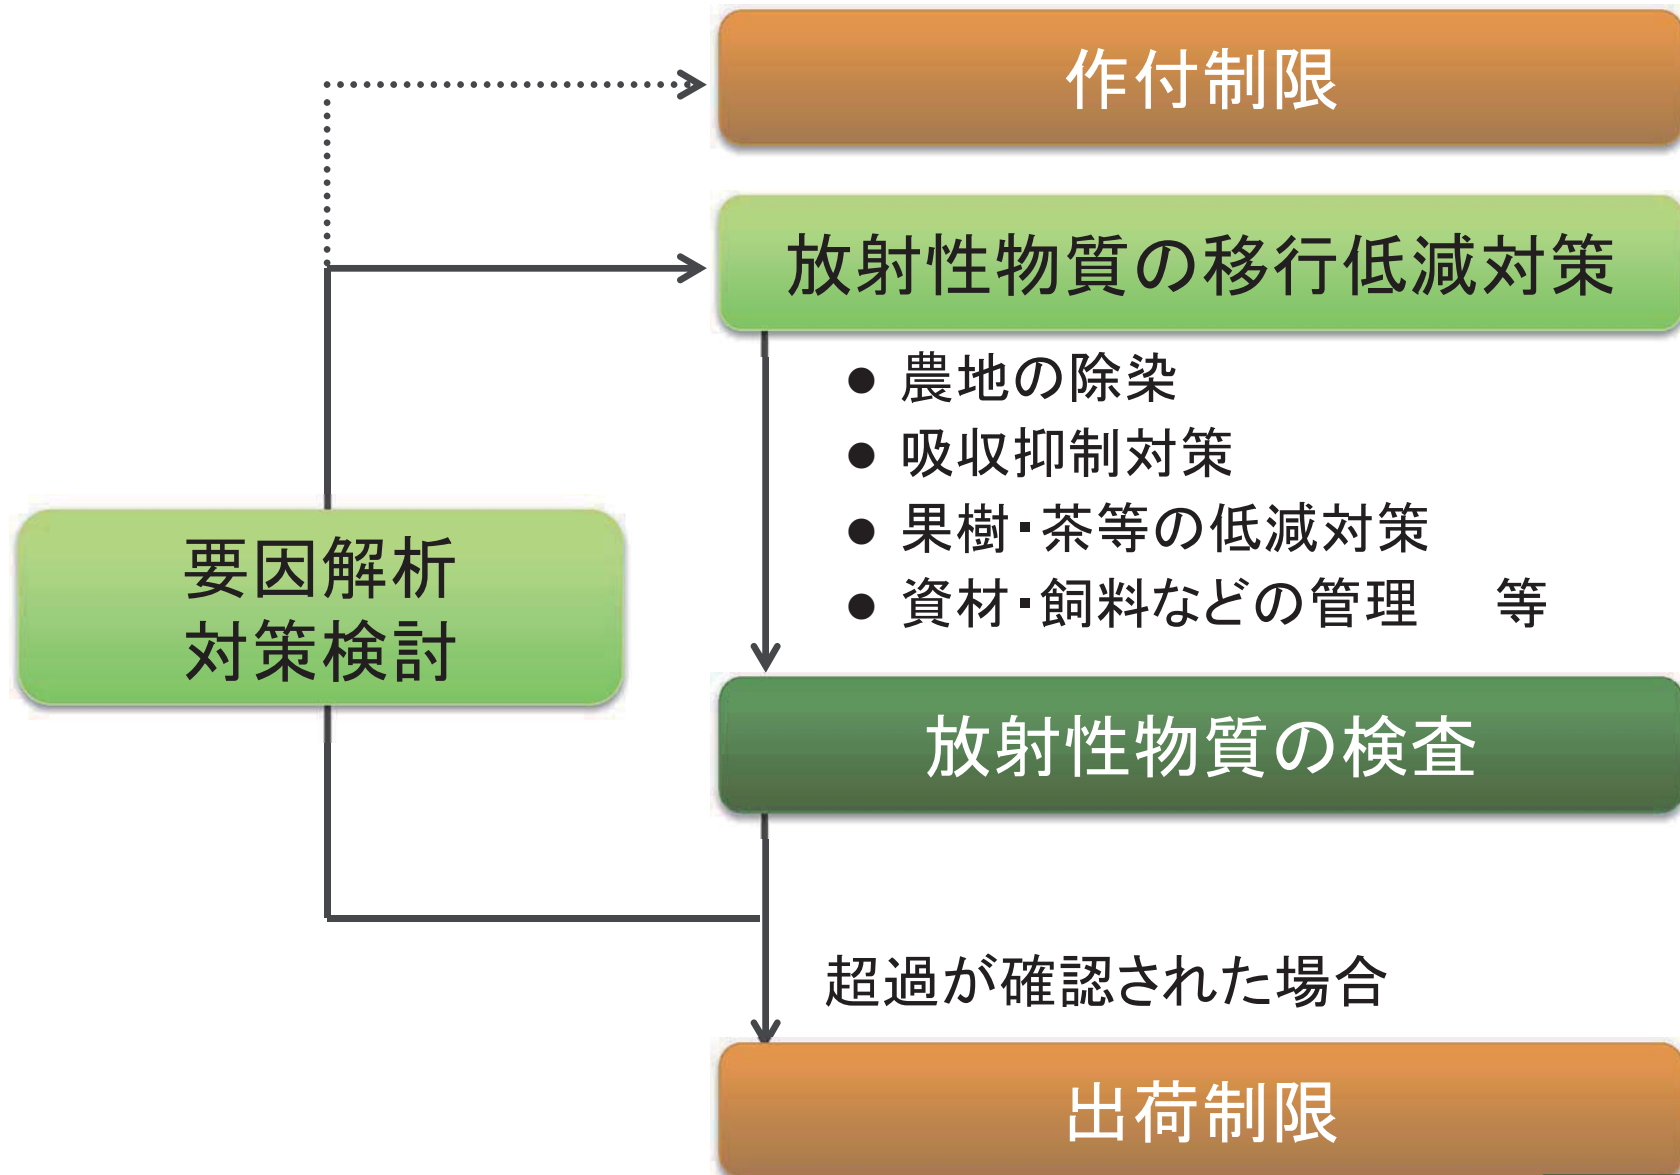 作付制限
放射性物質の移行低減対策
● 農地の除染
● 吸収抑制対策
● 果樹・茶等の低減対策
● 資材・飼料などの管理　等
要因解析
対策検討
放射性物質の検査
超過が確認された場合
出荷制限